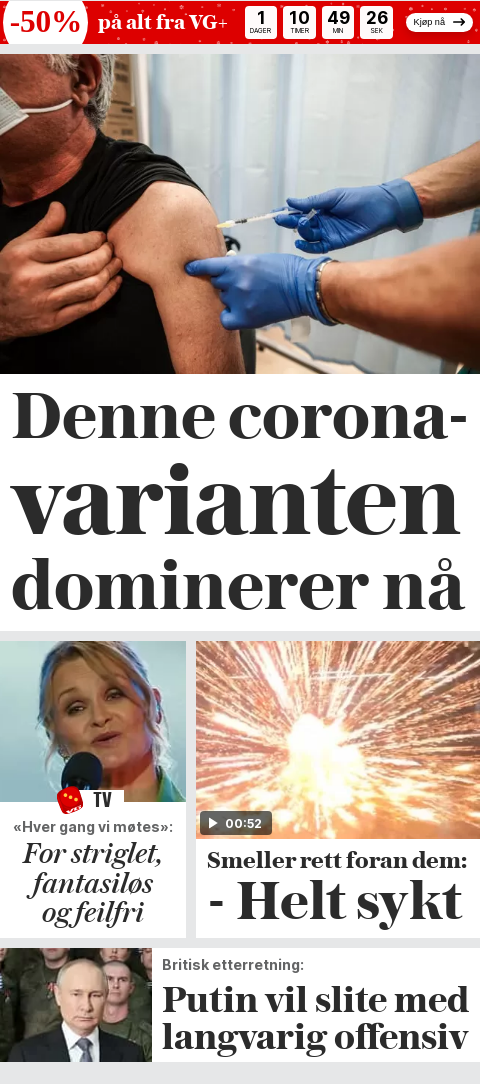 -50%
på alt fra VG+
1 10 49 26
DAGER TIMER MIN SEK
Kjøp nå
Denne corona-
varianten
dominerer nå
TV
«Hver gang vi møtes»:
For striglet,
fantasiløs
og feilfri
00:52
Smeller rett foran dem:
- Helt sykt
Britisk etterretning:
Putin vil slite med
langvarig offensiv